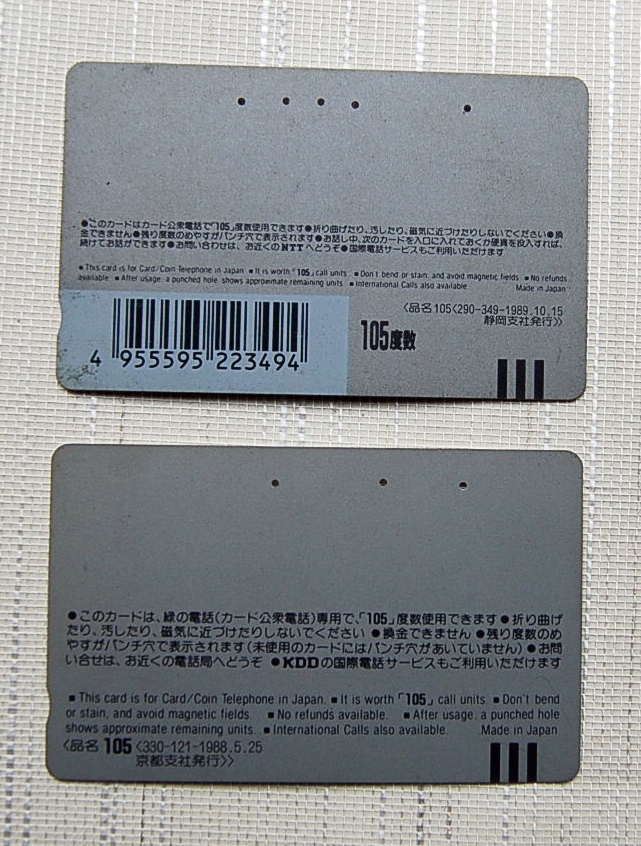 ●このカードはカード公衆電話で「105」度数使用できます●折り曲げたり、汚したり、磁気に近づけたりしないでください●換
金できません●残り度数のめやすがパンチ穴で表示されます●お話し中、次のカードを入口に入れておくか硬貨を投入すれば、
続けてお話ができます●お問い合わせは、お近くのNTTへどうぞ●国際電話サービスもご利用いただけます
■This card is for Card/Coin Telephone in Japan ■It is worth「105」call units ■Don't bend or stain, and avoid magnetic fields ■No refunds
available. ■After usage, a punched hole shows approximate remaining units ■International Calls also available Made in Japan
〈品名105〈290-349-1989.10.15
静岡支社発行〉〉
105度数
4 955595 223494
●このカードは、緑の電話(カード公衆電話)専用で、「105」度数使用できます●折り曲げ
たり、汚したり、磁気に近づけたりしないでください ●換金できません ●残り度数のめ
やすがパンチ穴で表示されます(未使用のカードにはパンチ穴があいていません)●お問
い合せは、お近くの電話局へどうぞ ●KDDの国際電話サービスもご利用いただけます
■This card is for Card/Coin Telephone in Japan. ■It is worth「105」call units ■Don't bend
or stain, and avoid magnetic fields. ■No refunds available. ■After usage, a punched hole
shows approximate remaining units. ■International Calls also available. Made in Japan
〈品名 105〈330-121-1988.5.25
京都支社発行〉〉